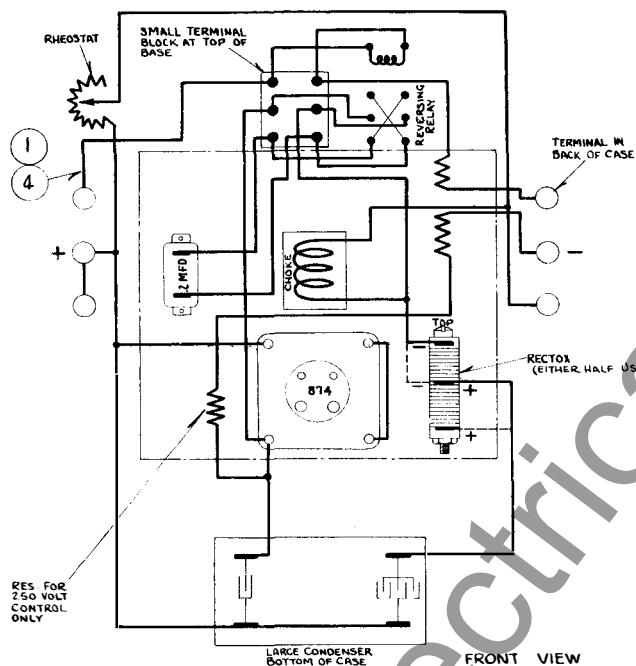 RHEOSTAT
SMALL TERMINAL
BLOCK AT TOP OF
BASE
REVERSING
RELAY
1
4
TERMINAL IN
BACK OF CASE
+
.2 MFD
CHOKE
-
TOP
-
-
+
+
RECTOX
(EITHER HALF US
874
RES. FOR
250 VOLT
CONTROL
ONLY
LARGE CONDENSER
BOTTOM OF CASE
FRONT VIEW
ectrica